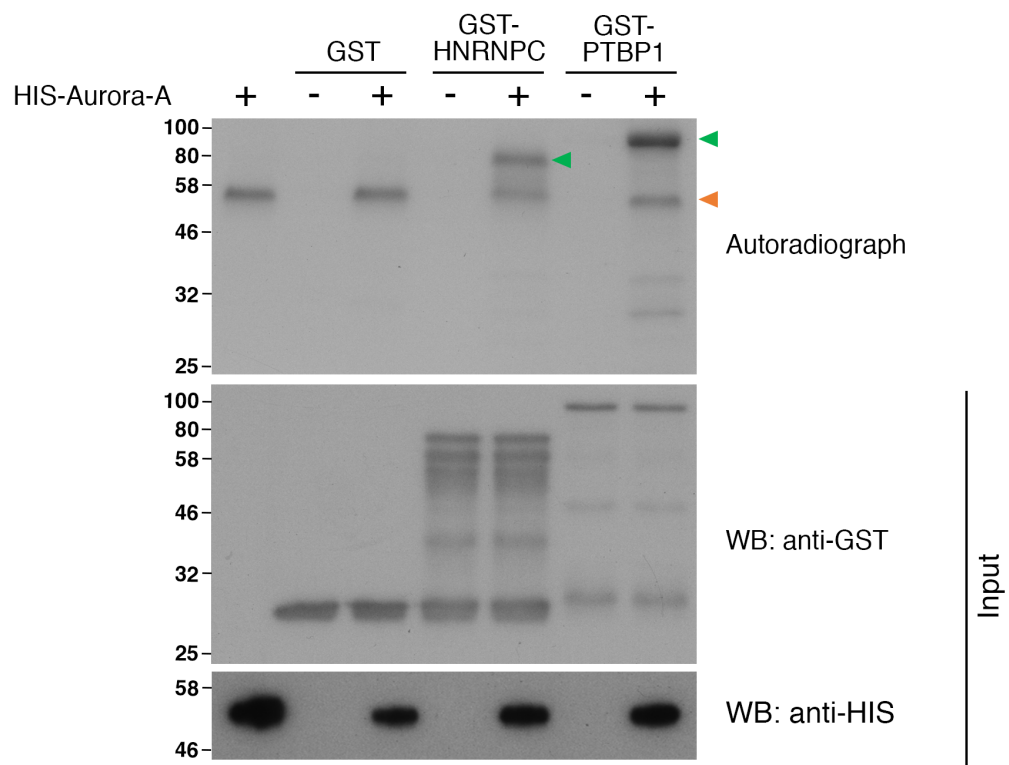 GST
GST-
HNRNPC
GST-
PTBP1
HIS-Aurora-A + - + - + - +
100
80
58
46
32
25
Autoradiograph
100
80
58
46
32
25
WB: anti-GST
58
46
WB: anti-HIS
Input